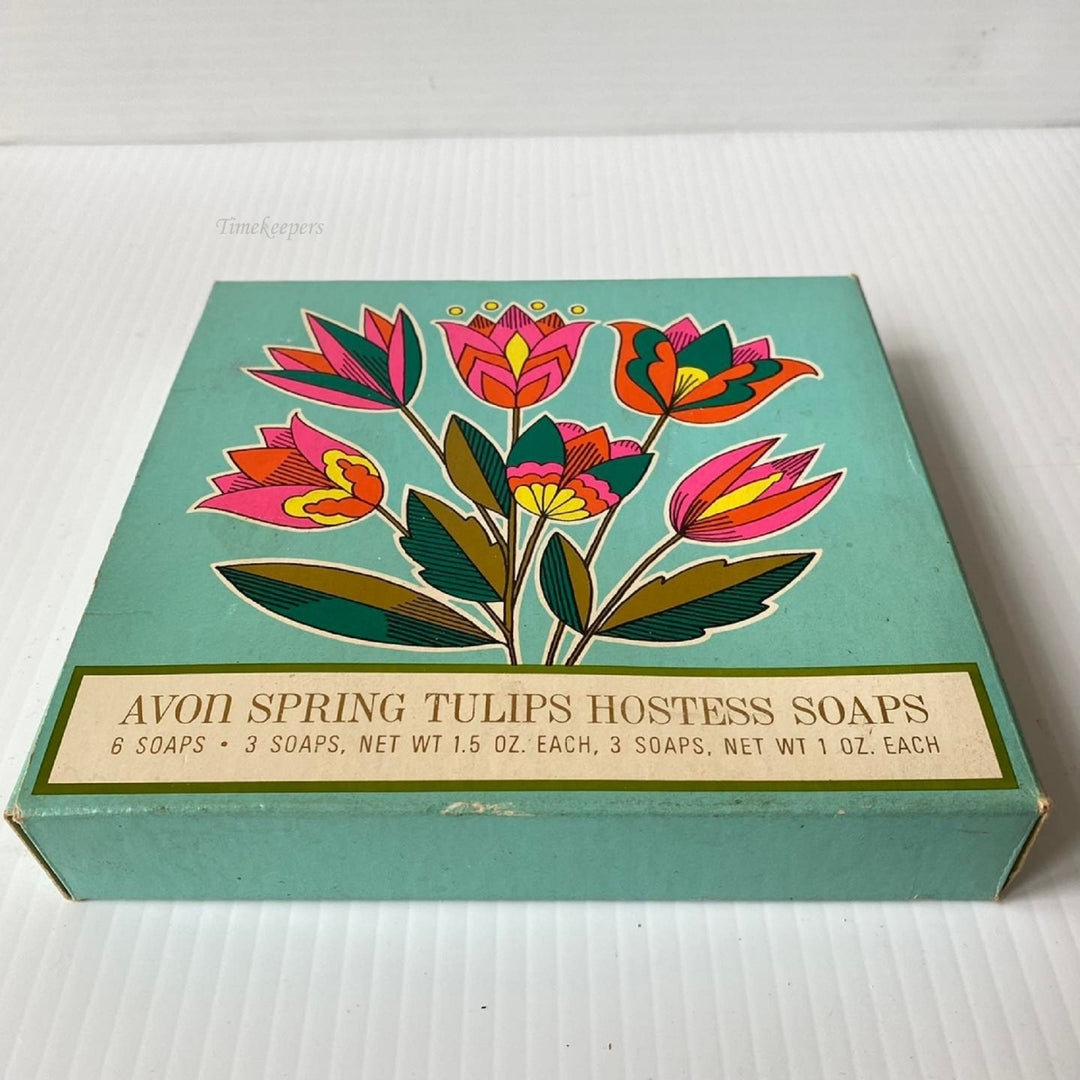 Timekeepers
AVON SPRING TULIPS HOSTESS SOAPS
6 SOAPS • 3 SOAPS, NET WT 1.5 OZ. EACH, 3 SOAPS, NET WT 1 OZ. EACH